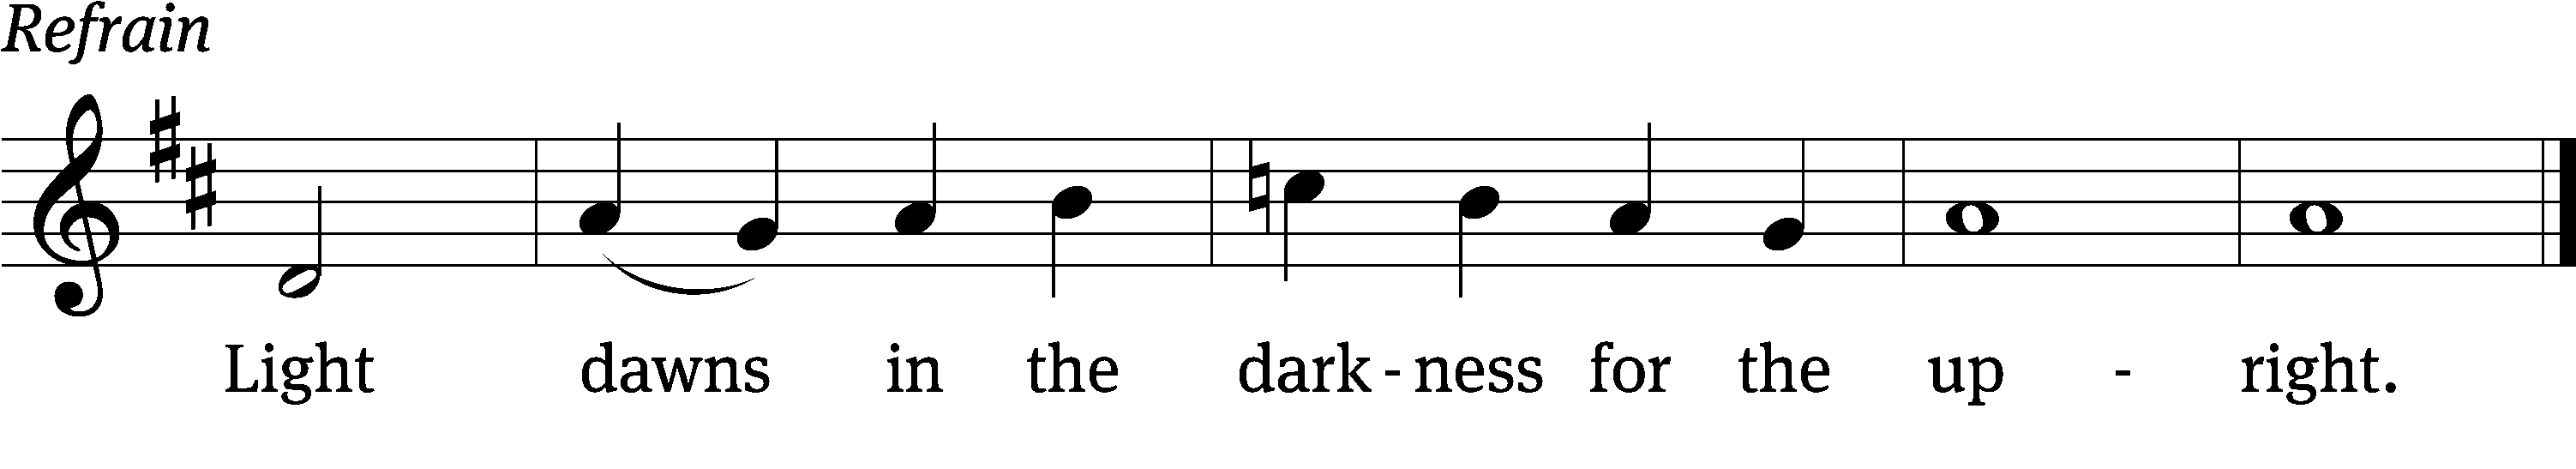 Refrain
Light dawns in the dark - ness for the up - right.